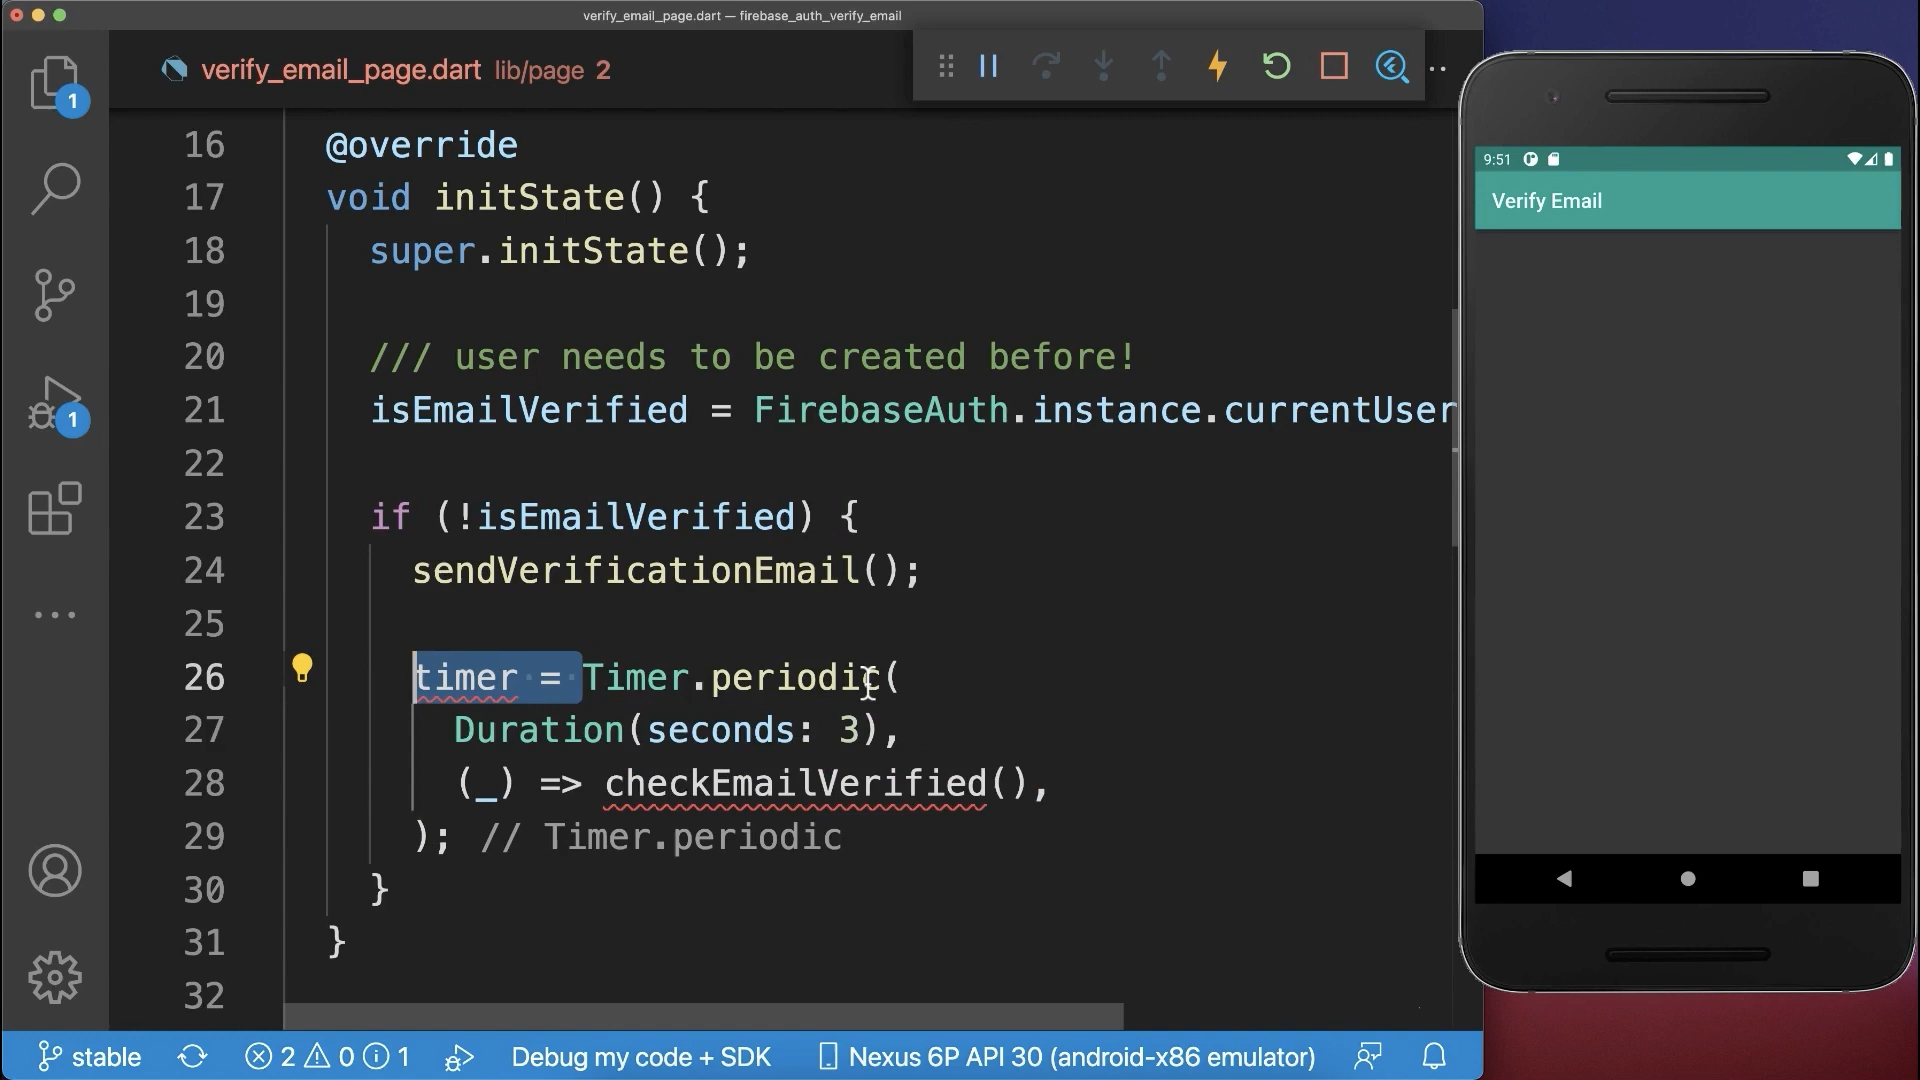 verify_email_page.dart — firebase_auth_verify_email
verify_email_page.dart lib/page 2
1
1
16 @override
17 void initState() {
18 super.initState();
19
20 /// user needs to be created before!
21 isEmailVerified = FirebaseAuth.instance.currentUser
22
23 if (!isEmailVerified) {
24 sendVerificationEmail();
25
26 timer = Timer.periodic(
27 Duration(seconds: 3),
28 (_) => checkEmailVerified(),
29 ); // Timer.periodic
30 }
31 }
32
stable 2 0 1 Debug my code + SDK Nexus 6P API 30 (android-x86 emulator)
9:51
Verify Email